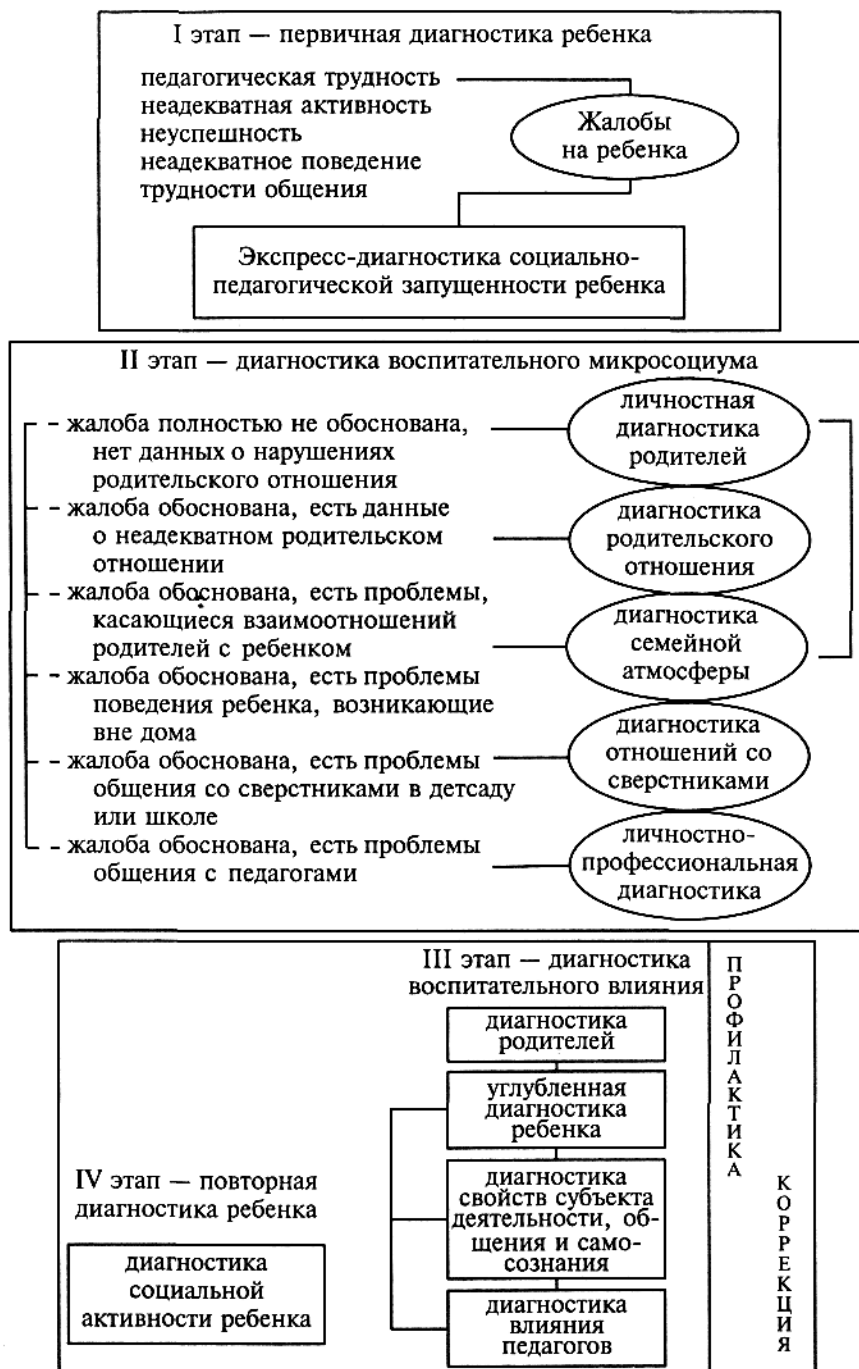 I этап — первичная диагностика ребенка
педагогическая трудность
неадекватная активность
неуспешность
неадекватное поведение
трудности общения
Жалобы
на ребенка
Экспресс-диагностика социально-
педагогической запущенности ребенка
II этап — диагностика воспитательного микросоциума
- жалоба полностью не обоснована,
нет данных о нарушениях
родительского отношения
- жалоба обоснована, есть данные
о неадекватном родительском
отношении
- жалоба обоснована, есть проблемы,
касающиеся взаимоотношений
родителей с ребенком
- жалоба обоснована, есть проблемы
поведения ребенка, возникающие
вне дома
- жалоба обоснована, есть проблемы
общения со сверстниками в детсаду
или школе
- жалоба обоснована, есть проблемы
общения с педагогами
личностная
диагностика
родителей
диагностика
родительского
отношения
диагностика
семейной
атмосферы
диагностика
отношений со
сверстниками
личностно-
профессиональная
диагностика
III этап — диагностика
воспитательного влияния
диагностика
родителей
углубленная
диагностика
ребенка
диагностика
свойств субъекта
деятельности, об-
щения и само-
сознания
диагностика
влияния
педагогов
IV этап — повторная
диагностика ребенка
диагностика
социальной
активности ребенка
ПРОФИЛАКТИКА
КОРРЕКЦИЯ